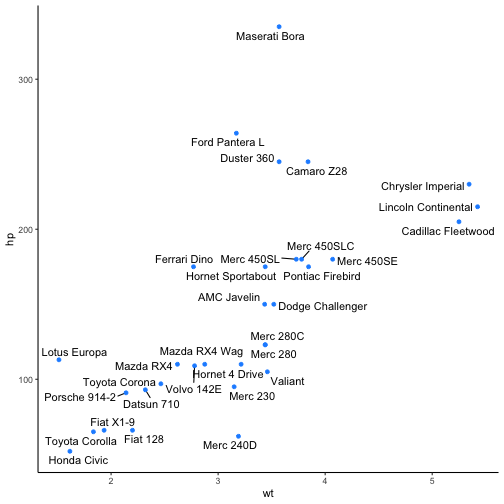 Maserati Bora
300
Ford Pantera L
Duster 360
Camaro Z28
Chrysler Imperial
Lincoln Continental
200
Cadillac Fleetwood
hp
Merc 450SLC
Ferrari Dino
Merc 450SL
Merc 450SE
Hornet Sportabout
Pontiac Firebird
AMC Javelin
Dodge Challenger
Merc 280C
Lotus Europa
Mazda RX4 Wag
Merc 280
Mazda RX4
Hornet 4 Drive
100
Toyota Corona
Volvo 142E
Valiant
Porsche 914-2
Merc 230
Datsun 710
Fiat X1-9
Toyota Corolla
Fiat 128
Merc 240D
Honda Civic
2
3
4
5
wt